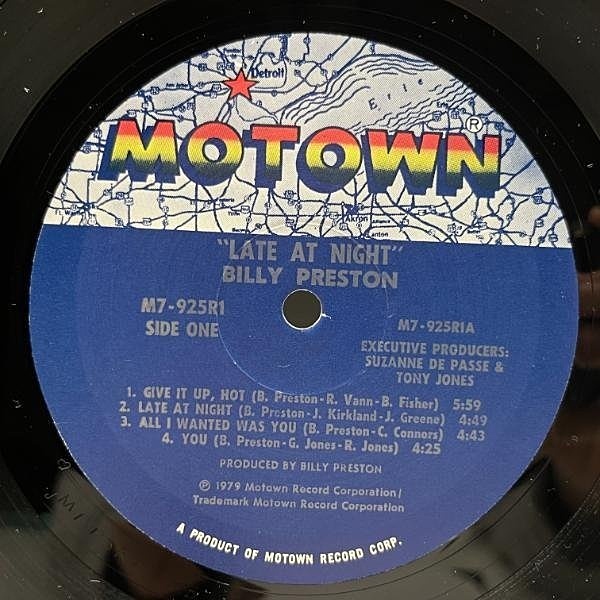 Detroit
Erie
MOTOWN®
Akron
"LATE AT NIGHT"
BILLY PRESTON
M7-925R1
SIDE ONE
M7-925R1A
EXECUTIVE PRODUCERS:
SUZANNE DE PASSE &
TONY JONES
1. GIVE IT UP, HOT (B. Preston-R. Vann-B. Fisher) 5:59
2. LATE AT NIGHT (B. Preston-J. Kirkland-J. Greene) 4:49
3. ALL I WANTED WAS YOU (B. Preston-C. Connors) 4:43
4. YOU (B. Preston-G. Jones-R. Jones) 4:25
PRODUCED BY BILLY PRESTON
℗ 1979 Motown Record Corporation/
Trademark Motown Record Corporation
A PRODUCT OF MOTOWN RECORD CORP.